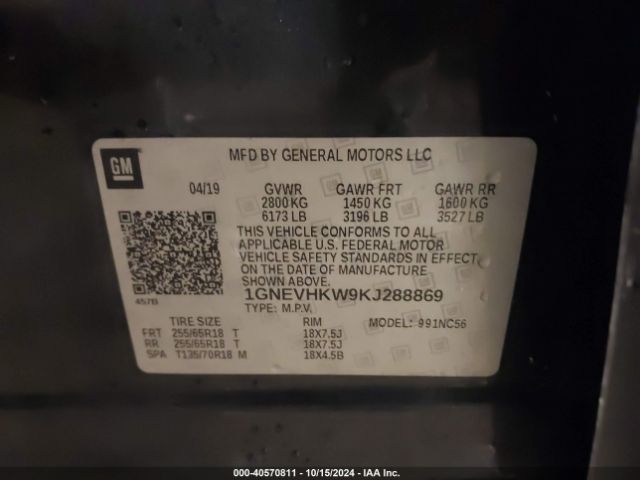 GM
MFD BY GENERAL MOTORS LLC
04/19 GVWR GAWR FRT GAWR RR
2800 KG 1450 KG 1600 KG
6173 LB 3196 LB 3527 LB
THIS VEHICLE CONFORMS TO ALL
APPLICABLE U.S. FEDERAL MOTOR
VEHICLE SAFETY STANDARDS IN EFFECT
ON THE DATE OF MANUFACTURE
SHOWN ABOVE.
457B
1GNEVHKW9KJ288869
TYPE: M.P.V.
TIRE SIZE RIM MODEL: 991NC56
FRT 255/65R18 T 18X7.5J
RR 255/65R18 T 18X7.5J
SPA T135/70R18 M 18X4.5B
000-40570811 - 10/15/2024 - IAAI.COM